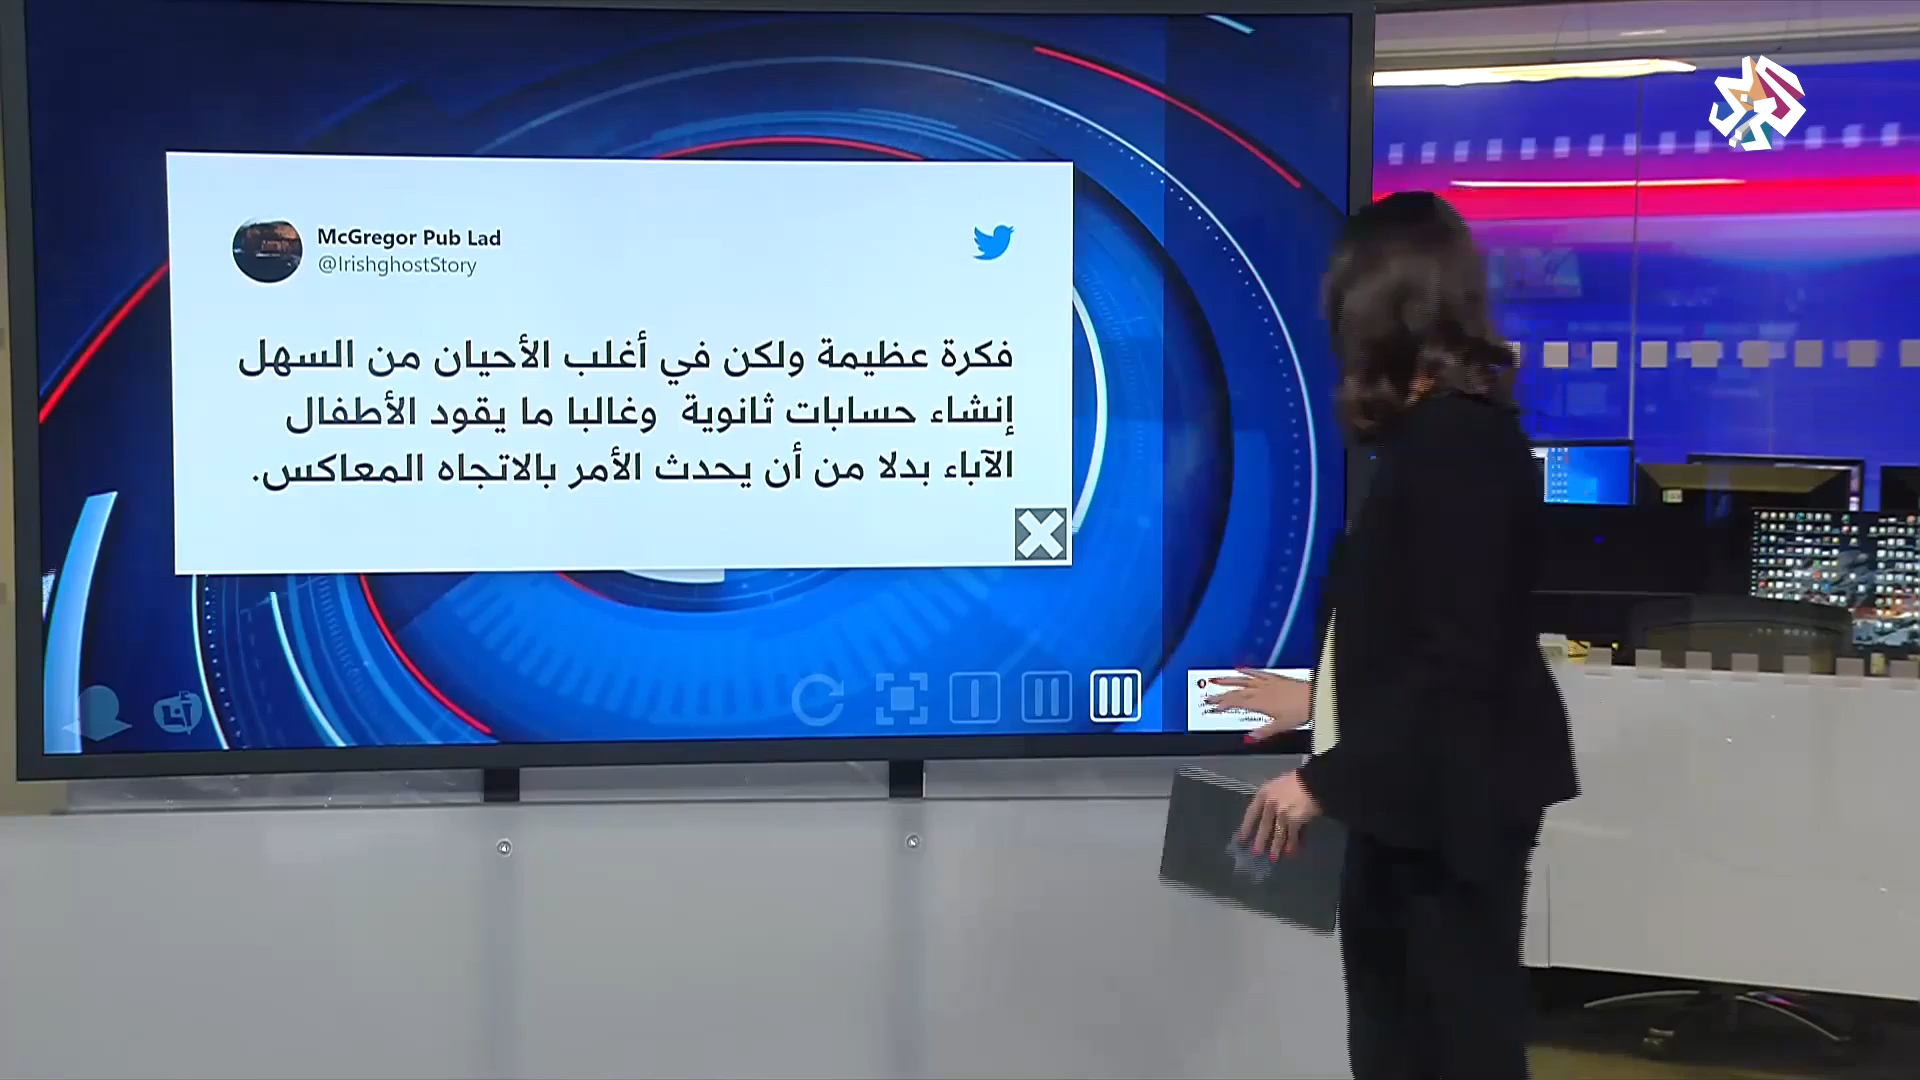 McGregor Pub Lad
@IrishghostStory
فكرة عظيمة ولكن في أغلب الأحيان من السهل
إنشاء حسابات ثانوية وغالبا ما يقود الأطفال
الآباء بدلا من أن يحدث الأمر بالاتجاه المعاكس.